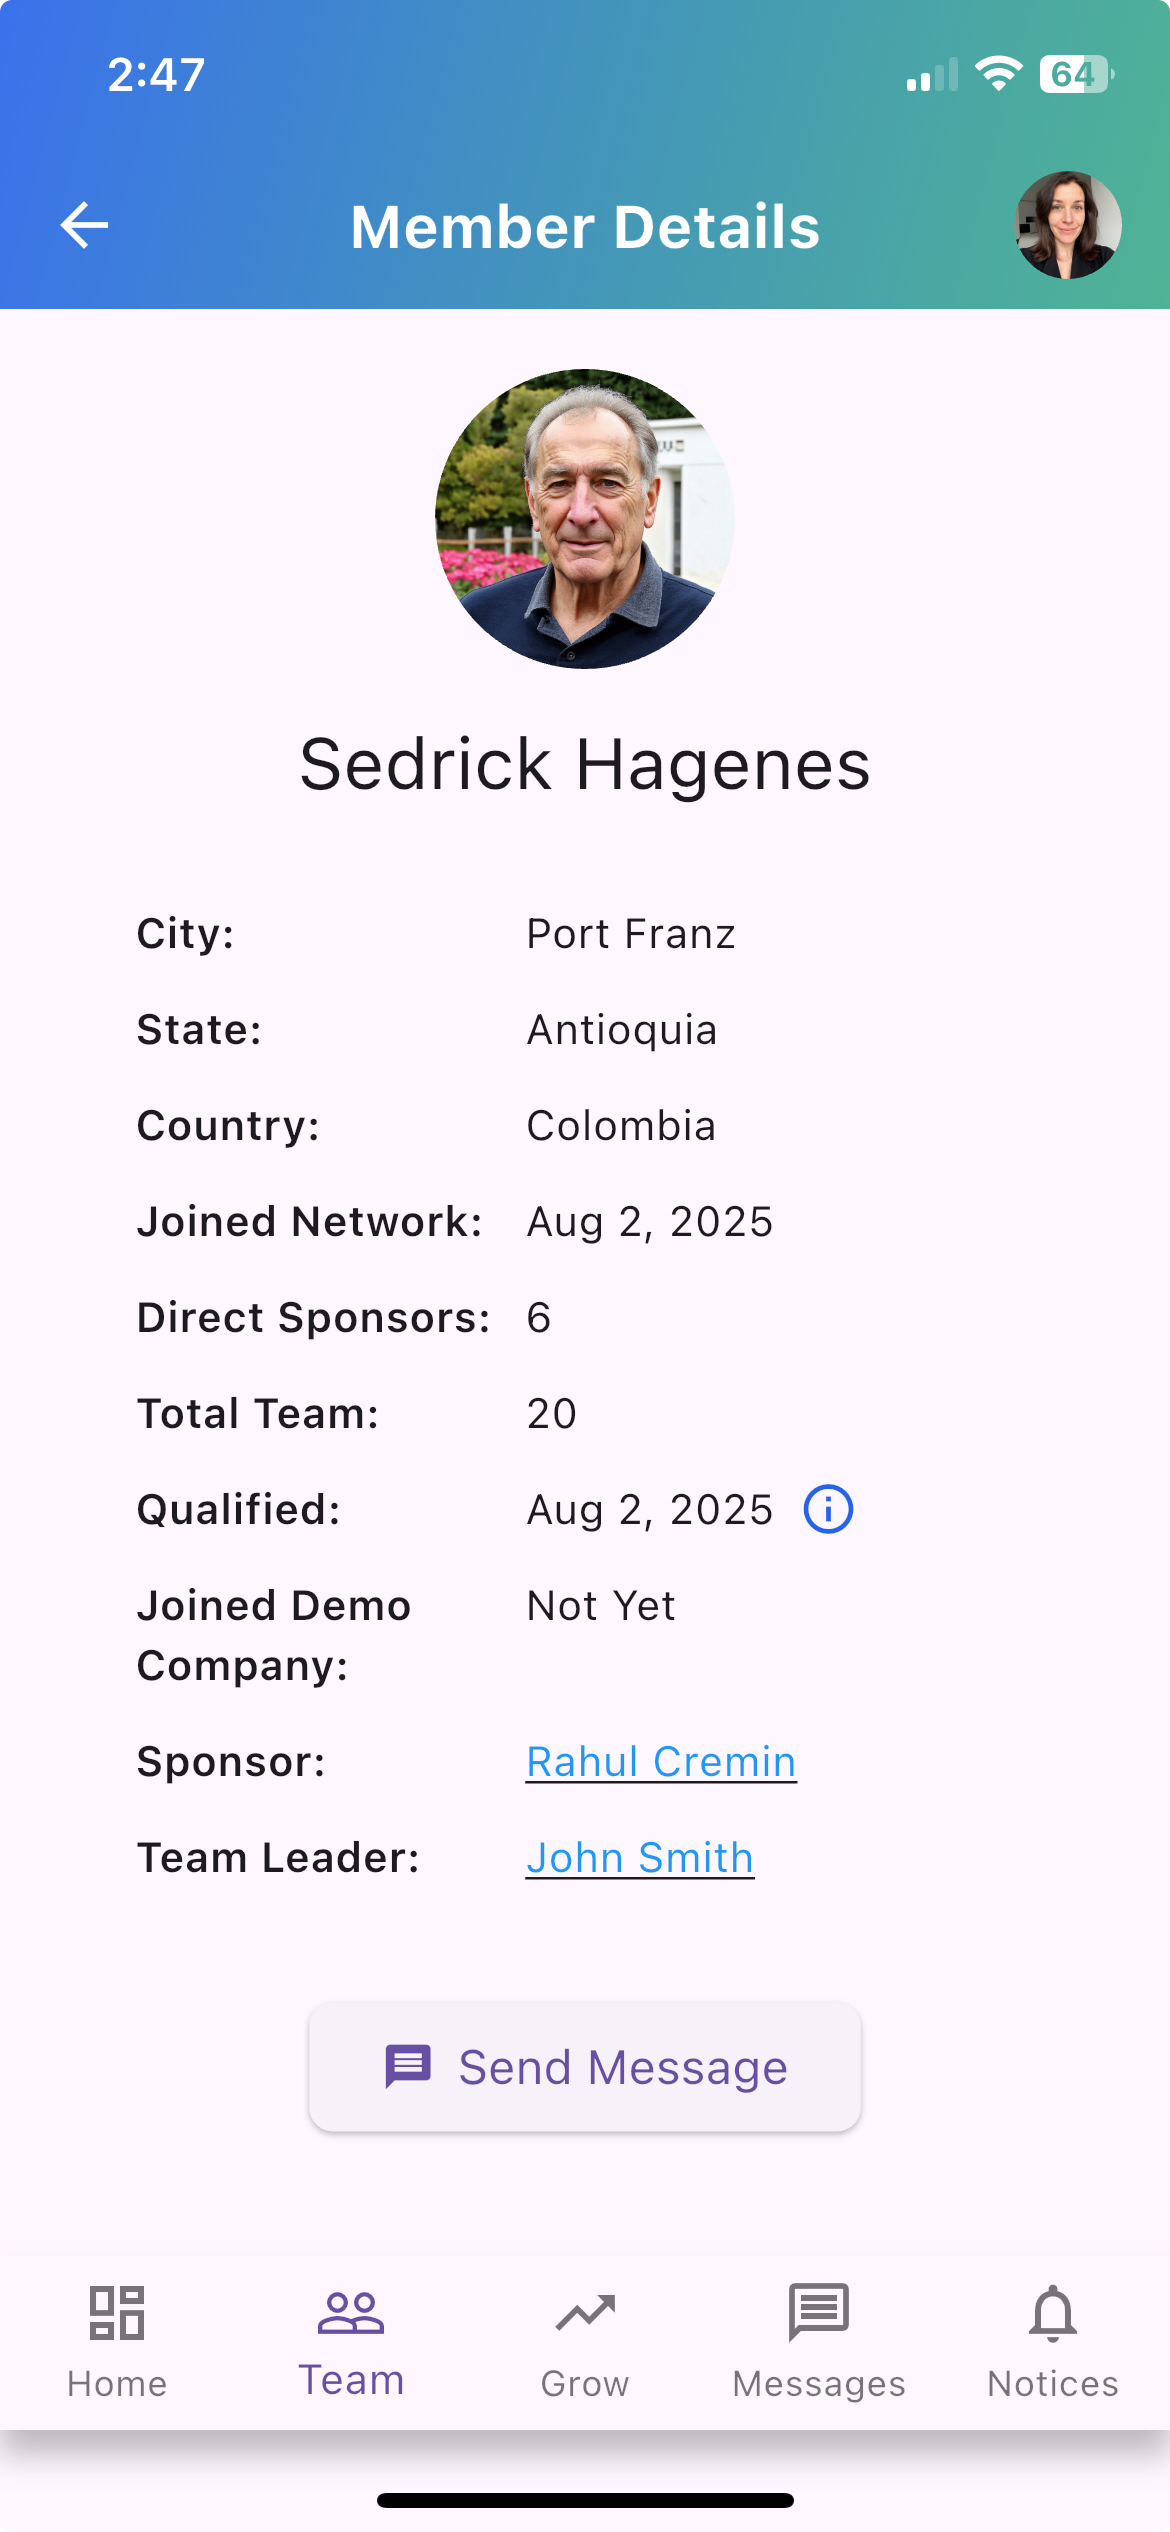 2:47
64
Member Details
Sedrick Hagenes
City: Port Franz
State: Antioquia
Country: Colombia
Joined Network: Aug 2, 2025
Direct Sponsors: 6
Total Team: 20
Qualified: Aug 2, 2025
Joined Demo Not Yet
Company:
Sponsor: Rahul Cremin
Team Leader: John Smith
Send Message
Home Team Grow Messages Notices